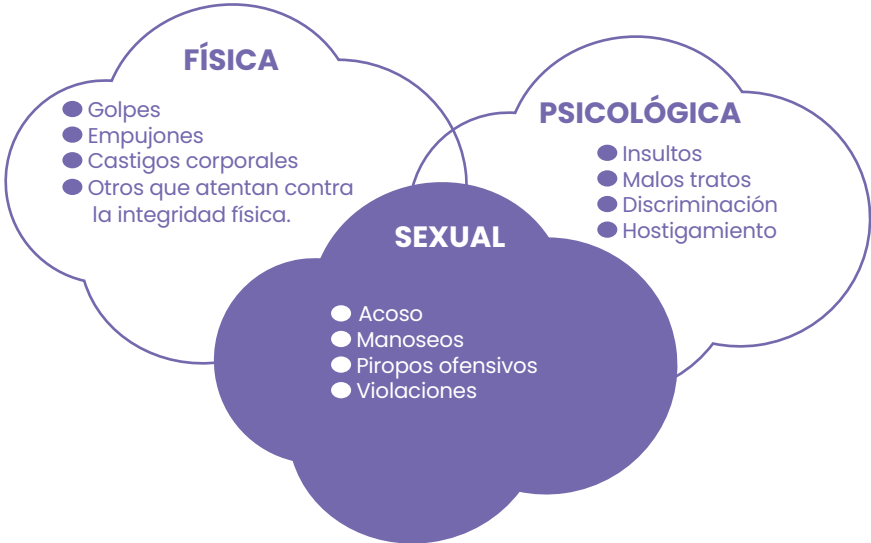 FÍSICA
Golpes
Empujones
Castigos corporales
Otros que atentan contra
la integridad física.
PSICOLÓGICA
Insultos
Malos tratos
Discriminación
Hostigamiento
SEXUAL
Acoso
Manoseos
Piropos ofensivos
Violaciones